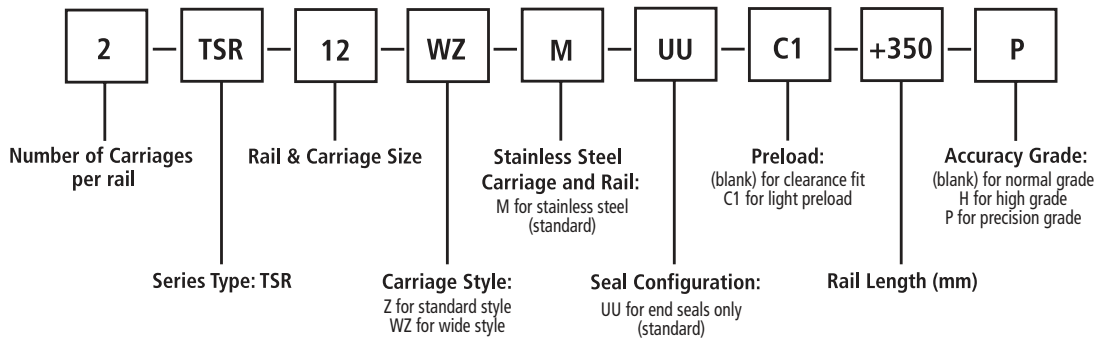 2 – TSR – 12 – WZ – M – UU – C1 – +350 – P
Number of Carriages
per rail
Rail & Carriage Size
Stainless Steel
Carriage and Rail:
M for stainless steel
(standard)
Preload:
(blank) for clearance fit
C1 for light preload
Accuracy Grade:
(blank) for normal grade
H for high grade
P for precision grade
Series Type: TSR
Carriage Style:
Z for standard style
WZ for wide style
Seal Configuration:
UU for end seals only
(standard)
Rail Length (mm)